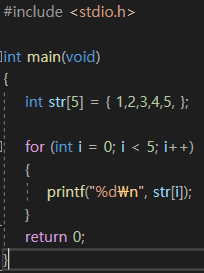 #include <stdio.h>
int main(void)
{
int str[5] = { 1,2,3,4,5, };
for (int i = 0; i < 5; i++)
{
printf("%d₩n", str[i]);
}
return 0;
}